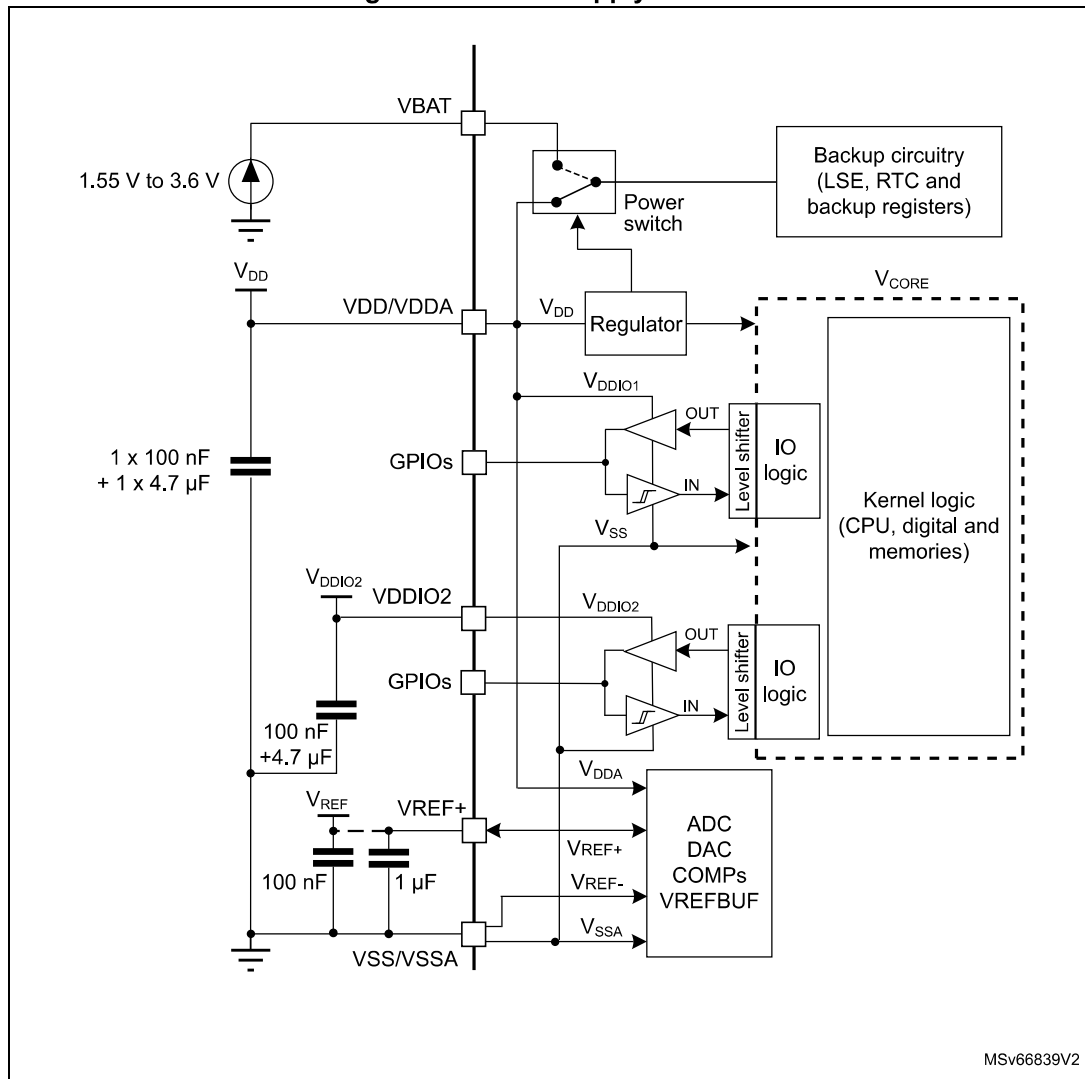 VBAT
1.55 V to 3.6 V
Power
switch
Backup circuitry
(LSE, RTC and
backup registers)
VDD
VDD/VDDA
VDD
Regulator
VCORE
VDDIO1
OUT
1 x 100 nF
+ 1 x 4.7 µF
GPIOs
IN
Level shifter
IO
logic
Kernel logic
(CPU, digital and
memories)
VSS
VDDIO2
VDDIO2
VDDIO2
OUT
GPIOs
IN
Level shifter
IO
logic
100 nF
+4.7 µF
VDDA
VREF
VREF+
VREF+
ADC
DAC
COMPs
VREFBUF
100 nF
1 µF
VREF-
VSSA
VSS/VSSA
MSv66839V2